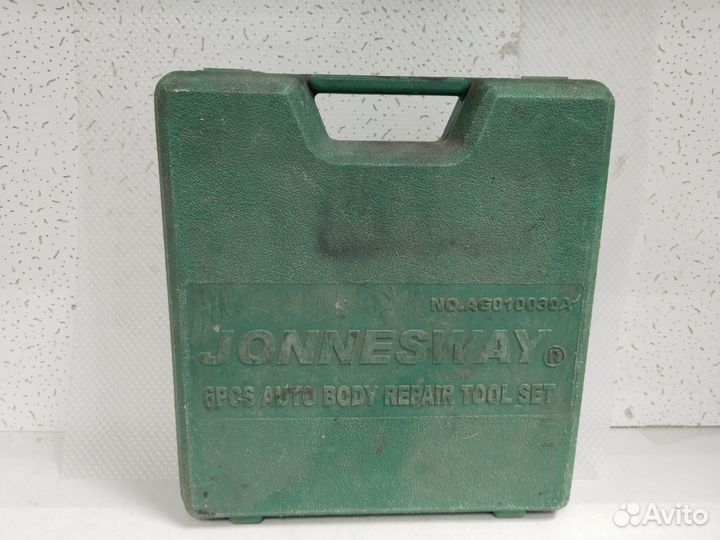 NO.AG010030A
JONNESWAY®
6PCS AUTO BODY REPAIR TOOL SET
Avito